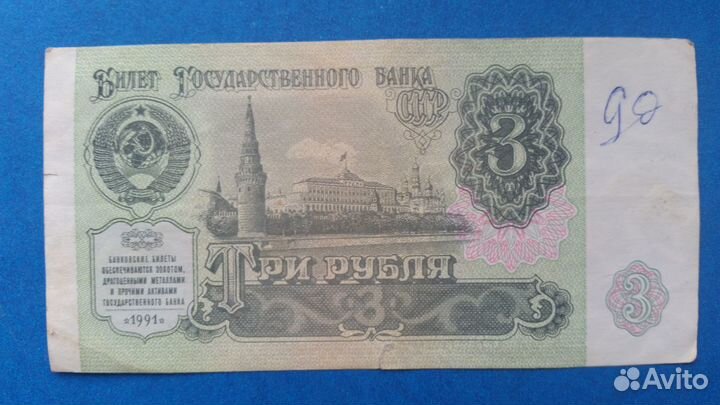 Билет Государственного Банка
СССР
3
БАНКОВСКИЕ БИЛЕТЫ
ОБЕСПЕЧИВАЮТСЯ ЗОЛОТОМ,
ДРАГОЦЕННЫМИ МЕТАЛЛАМИ
И ПРОЧИМИ АКТИВАМИ
ГОСУДАРСТВЕННОГО БАНКА
☆1991☆
Три рубля
3
3
Avito